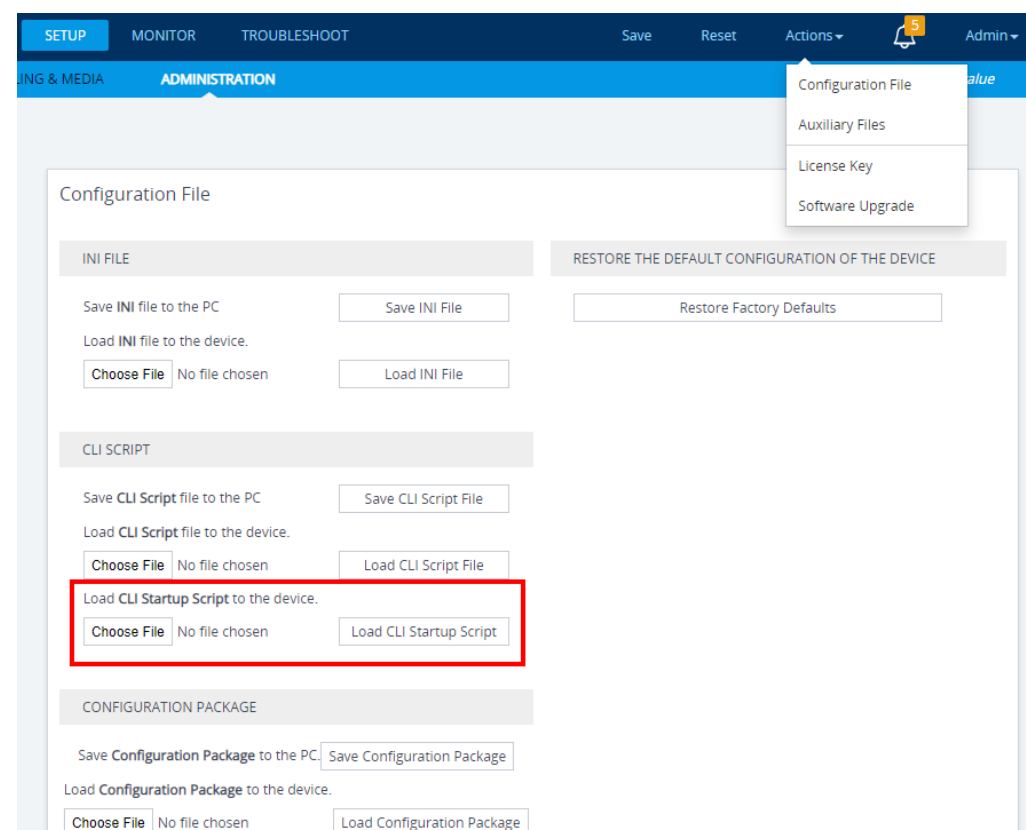 SETUP MONITOR TROUBLESHOOT Save Reset Actions 5 Admin
ING & MEDIA ADMINISTRATION alue
Configuration File
Auxiliary Files
License Key
Software Upgrade
Configuration File
INI FILE
Save INI file to the PC Save INI File
Load INI file to the device.
Choose File No file chosen Load INI File
RESTORE THE DEFAULT CONFIGURATION OF THE DEVICE
Restore Factory Defaults
CLI SCRIPT
Save CLI Script file to the PC Save CLI Script File
Load CLI Script file to the device.
Choose File No file chosen Load CLI Script File
Load CLI Startup Script to the device.
Choose File No file chosen Load CLI Startup Script
CONFIGURATION PACKAGE
Save Configuration Package to the PC. Save Configuration Package
Load Configuration Package to the device.
Choose File No file chosen Load Configuration Package